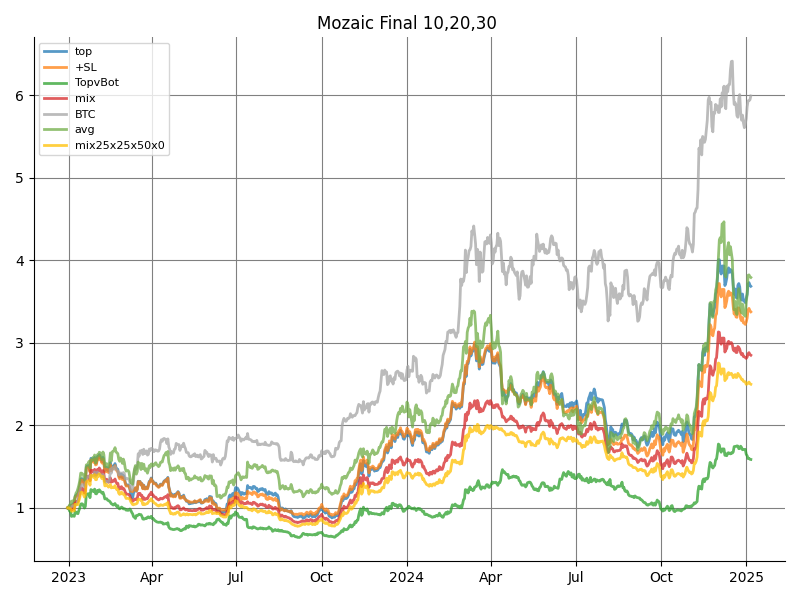 Mozaic Final 10,20,30
top
+SL
TopvBot
mix
BTC
avg
mix25x25x50x0
6
5
4
3
2
1
2023
Apr
Jul
Oct
2024
Apr
Jul
Oct
2025